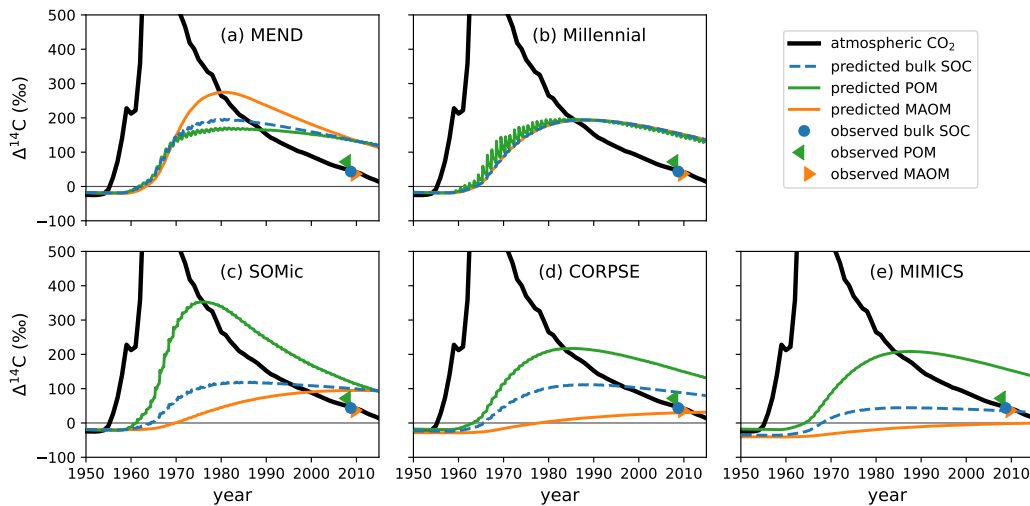 (a) MEND
(b) Millennial
500
400
300
200
100
0
−100
Δ¹⁴C (‰)
atmospheric CO₂
predicted bulk SOC
predicted POM
predicted MAOM
observed bulk SOC
observed POM
observed MAOM
(c) SOMic
(d) CORPSE
(e) MIMICS
500
400
300
200
100
0
−100
Δ¹⁴C (‰)
1950 1960 1970 1980 1990 2000 2010
1950 1960 1970 1980 1990 2000 2010
1950 1960 1970 1980 1990 2000 2010
year
year
year